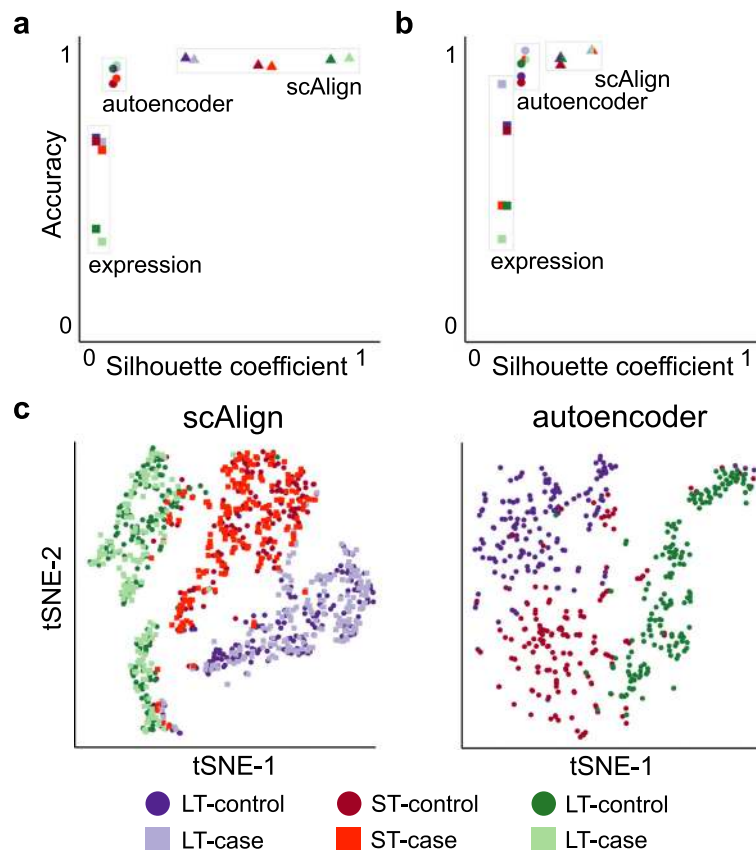 a
1
autoencoder
scAlign
Accuracy
expression
0
0
Silhouette coefficient
1
b
1
scAlign
autoencoder
expression
0
0
Silhouette coefficient
1
c
scAlign
autoencoder
tSNE-2
tSNE-1
tSNE-1
LT-control
ST-control
LT-control
LT-case
ST-case
LT-case